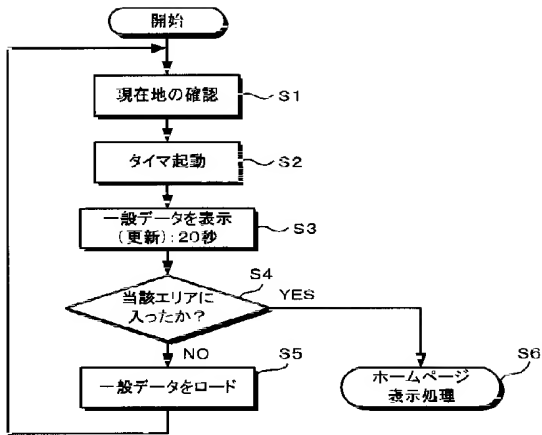 開始
現在地の確認
S1
タイマ起動
S2
一般データを表示
(更新):20秒
S3
S4
当該エリアに
入ったか?
YES
NO
S5
一般データをロード
S6
ホームページ
表示処理